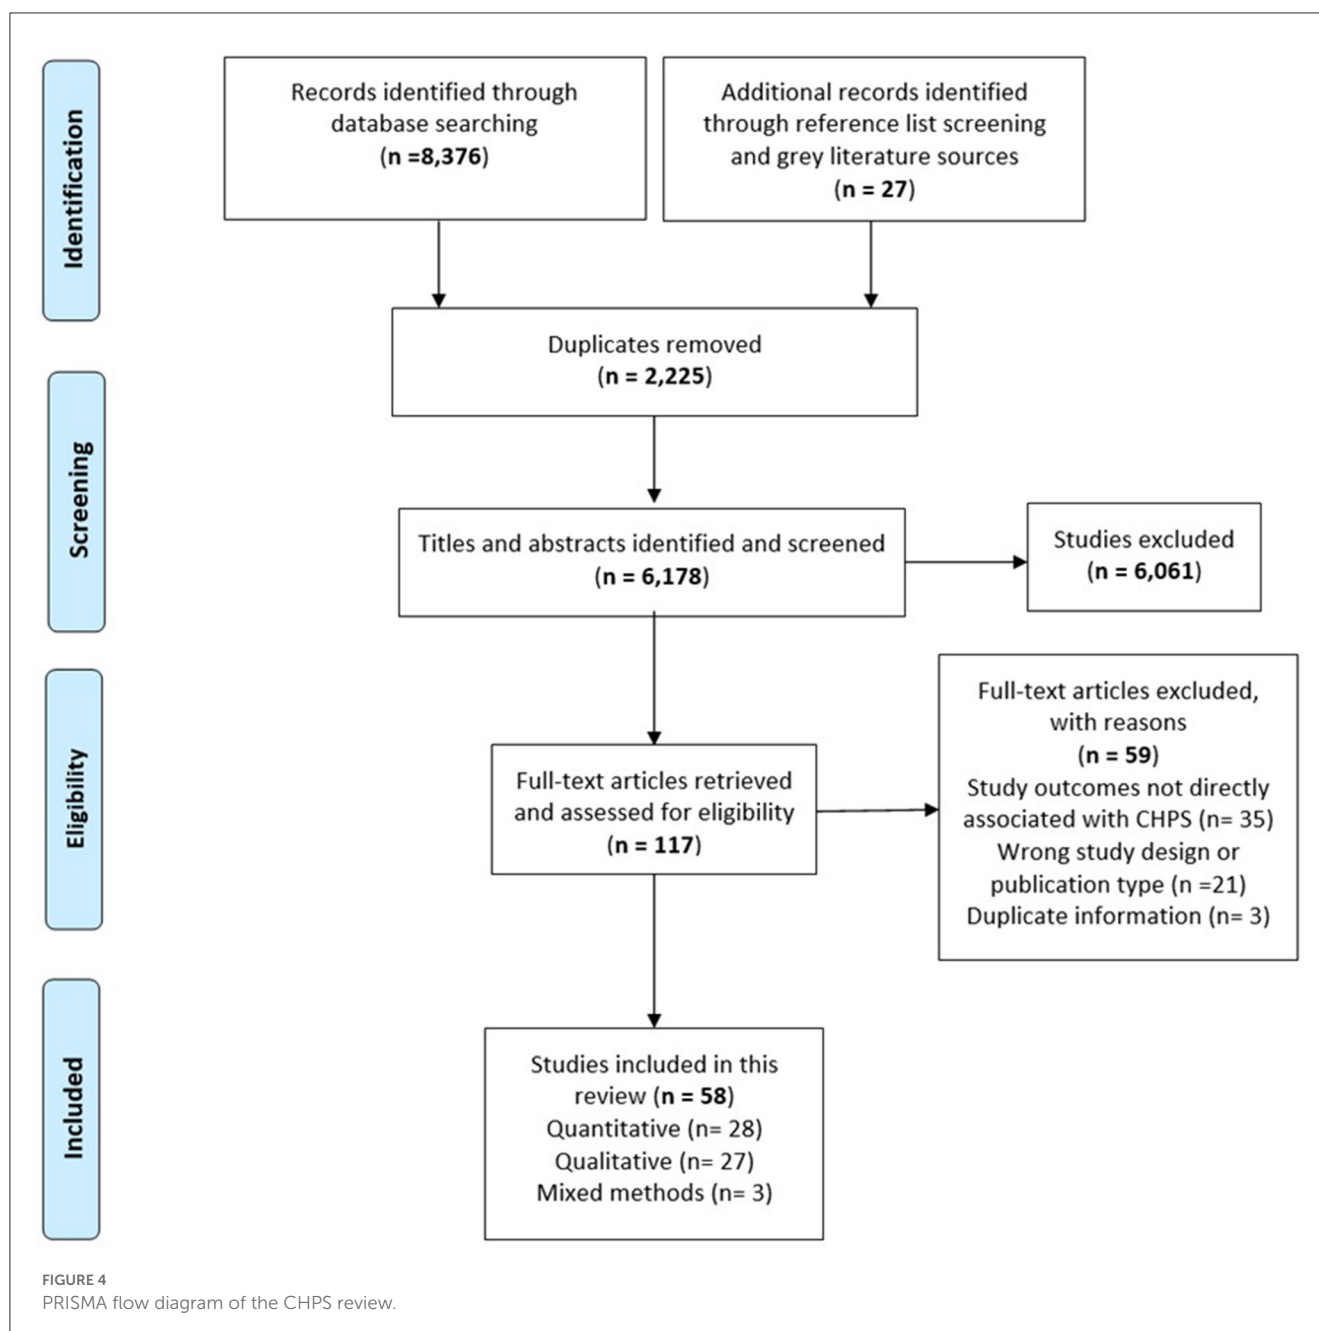 Identification
Records identified through
database searching
(n =8,376)
Additional records identified
through reference list screening
and grey literature sources
(n = 27)
Duplicates removed
(n = 2,225)
Screening
Titles and abstracts identified and screened
(n = 6,178)
Studies excluded
(n = 6,061)
Eligibility
Full-text articles retrieved
and assessed for eligibility
(n = 117)
Full-text articles excluded,
with reasons
(n = 59)
Study outcomes not directly
associated with CHPS (n= 35)
Wrong study design or
publication type (n =21)
Duplicate information (n= 3)
Included
Studies included in this
review (n = 58)
Quantitative (n= 28)
Qualitative (n= 27)
Mixed methods (n= 3)
FIGURE 4
PRISMA flow diagram of the CHPS review.